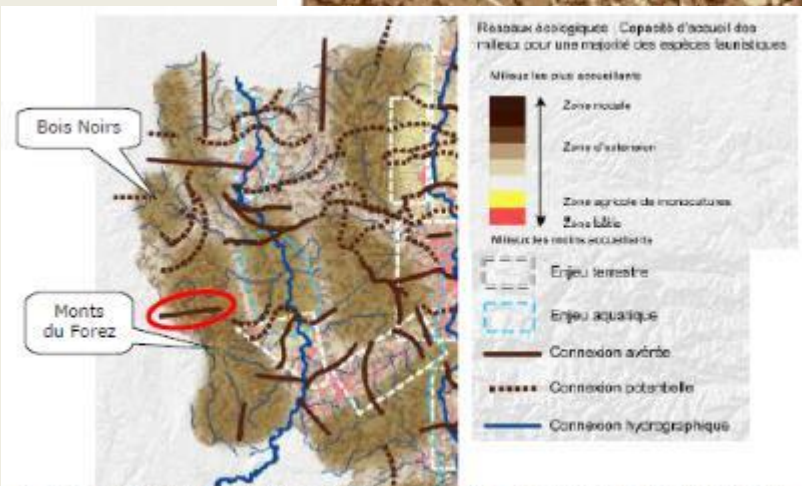 Réseaux écologiques : Capacité d'accueil des
milieux pour une majorité des espèces faunistiques
Milieux les plus accueillants
Zone nodale
Zone d'extension
Zone agricole de monocultures
Zone bâtie
Milieux les moins accueillants
Enjeu terrestre
Enjeu aquatique
Connexion avérée
Connexion potentielle
Connexion hydrographique
Bois Noirs
Monts
du Forez